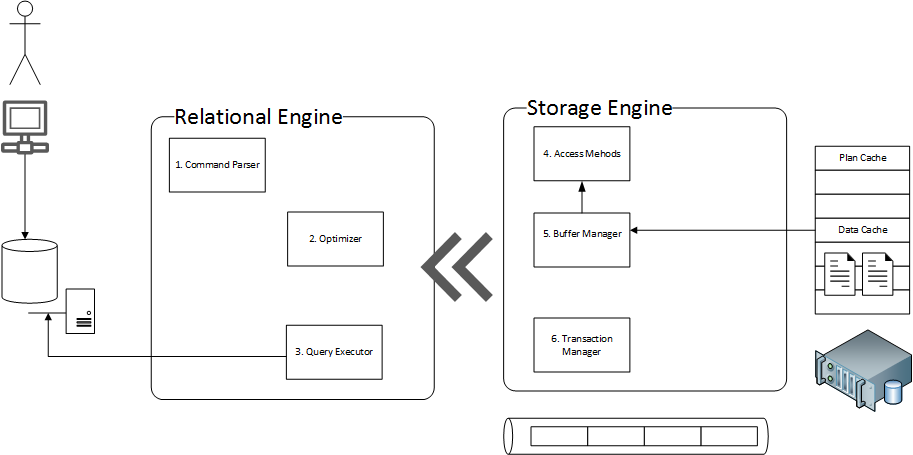 Relational Engine
1. Command Parser
2. Optimizer
3. Query Executor
Storage Engine
4. Access Mehods
5. Buffer Manager
6. Transaction
Manager
Plan Cache
Data Cache